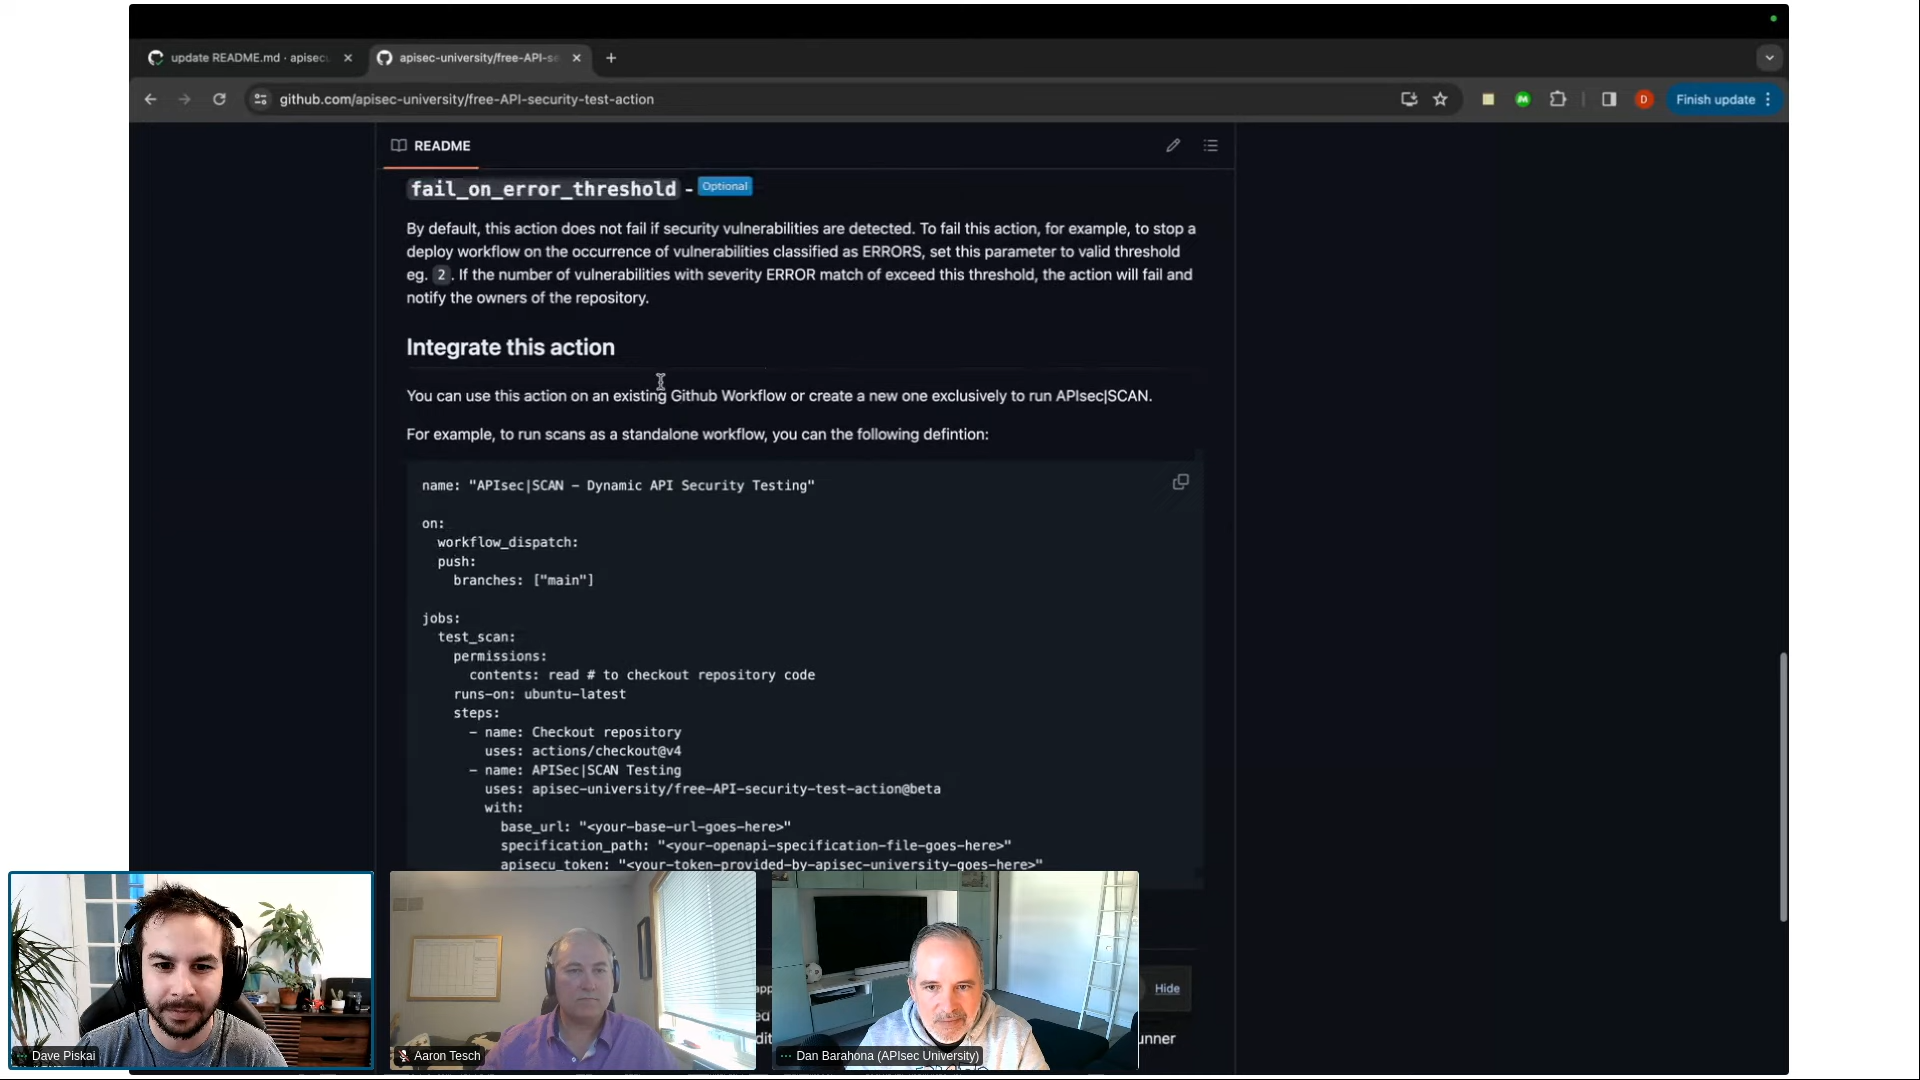 update README.md · apisec
apisec-university/free-API-se
github.com/apisec-university/free-API-security-test-action
D
Finish update
README
fail_on_error_threshold - Optional
By default, this action does not fail if security vulnerabilities are detected. To fail this action, for example, to stop a
deploy workflow on the occurrence of vulnerabilities classified as ERRORS, set this parameter to valid threshold
eg. 2. If the number of vulnerabilities with severity ERROR match of exceed this threshold, the action will fail and
notify the owners of the repository.
Integrate this action
You can use this action on an existing Github Workflow or create a new one exclusively to run APIsec|SCAN.
For example, to run scans as a standalone workflow, you can the following defintion:
name: "APIsec|SCAN - Dynamic API Security Testing"
on:
workflow_dispatch:
push:
branches: ["main"]
jobs:
test_scan:
permissions:
contents: read # to checkout repository code
runs-on: ubuntu-latest
steps:
- name: Checkout repository
uses: actions/checkout@v4
- name: APISec|SCAN Testing
uses: apisec-university/free-API-security-test-action@beta
with:
base_url: "<your-base-url-goes-here>"
specification_path: "<your-openapi-specification-file-goes-here>"
apisecu_token: "<your-token-provided-by-apisec-university-goes-here>"
Hide
Dave Piskai
Aaron Tesch
Dan Barahona (APIsec University)